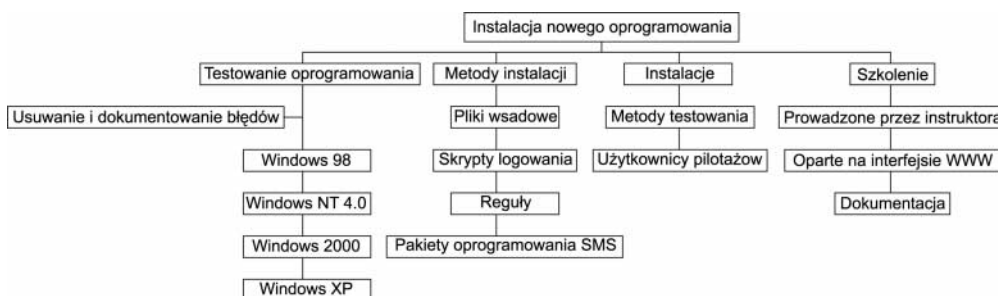 Instalacja nowego oprogramowania
Testowanie oprogramowania
Metody instalacji
Instalacje
Szkolenie
Usuwanie i dokumentowanie błędów
Pliki wsadowe
Metody testowania
Prowadzone przez instruktora
Windows 98
Skrypty logowania
Użytkownicy pilotażow
Oparte na interfejsie WWW
Windows NT 4.0
Reguły
Dokumentacja
Windows 2000
Pakiety oprogramowania SMS
Windows XP